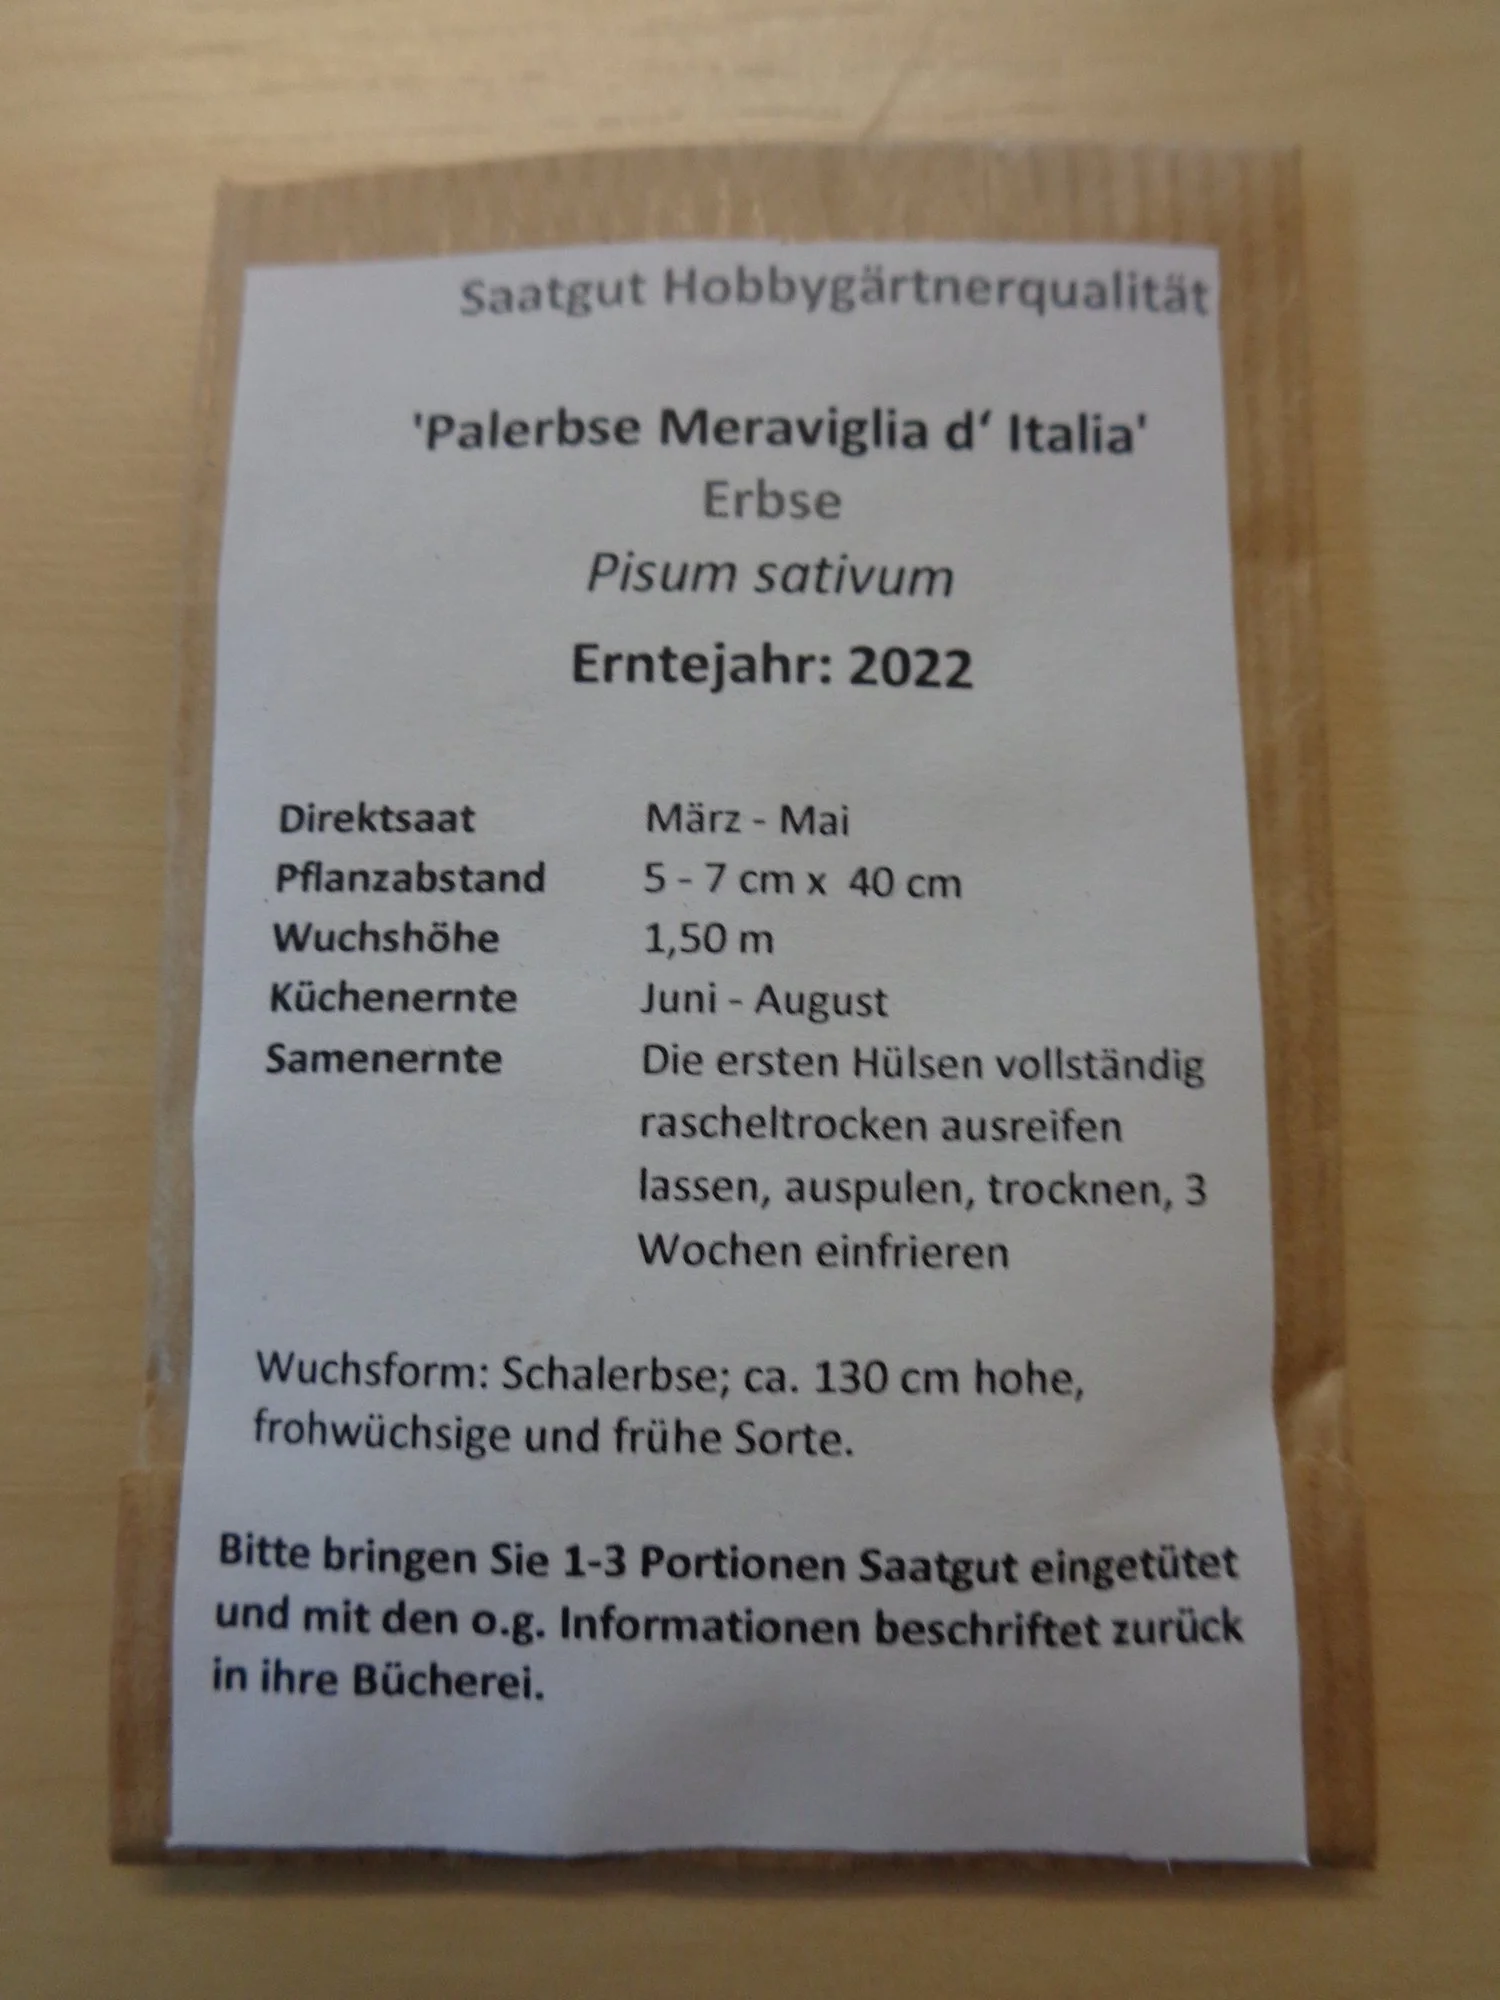 Saatgut Hobbygärtnerqualität
'Palerbse Meraviglia d‘ Italia'
Erbse
Pisum sativum
Erntejahr: 2022
Direktsaat März - Mai
Pflanzabstand 5 - 7 cm x 40 cm
Wuchshöhe 1,50 m
Küchenernte Juni - August
Samenernte Die ersten Hülsen vollständig
rascheltrocken ausreifen
lassen, auspulen, trocknen, 3
Wochen einfrieren
Wuchsform: Schalerbse; ca. 130 cm hohe,
frohwüchsige und frühe Sorte.
Bitte bringen Sie 1-3 Portionen Saatgut eingetütet
und mit den o.g. Informationen beschriftet zurück
in ihre Bücherei.